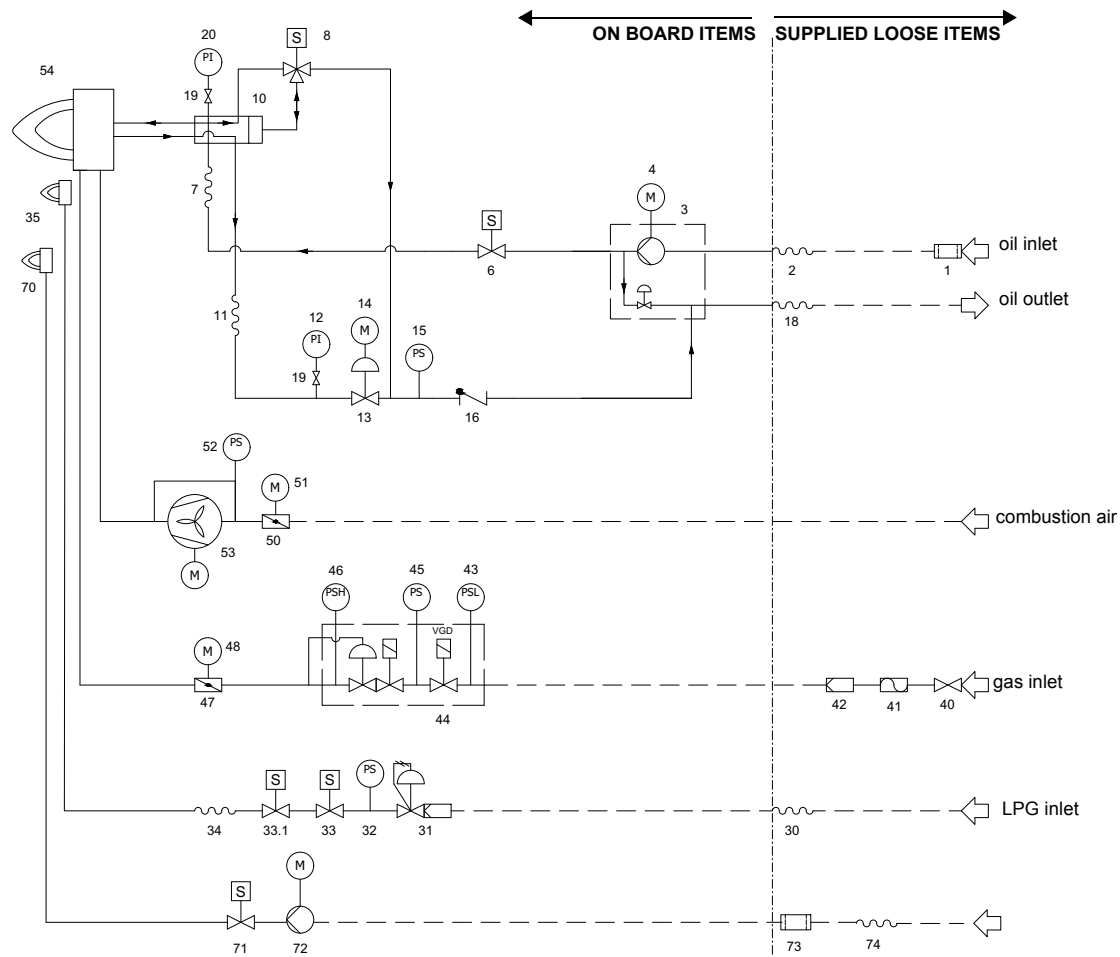 ON BOARD ITEMS
SUPPLIED LOOSE ITEMS
20
S
8
54
PI
19
10
4
M
3
7
35
S
6
2
1
oil inlet
70
14
11
12
M
15
PI
PS
18
oil outlet
19
13
16
52
PS
M
51
combustion air
53
50
M
46
45
43
PSH
PS
PSL
M
48
VGD
47
44
42
41
40
gas inlet
S
S
PS
34
33.1
33
32
31
30
LPG inlet
M
S
71
72
73
74